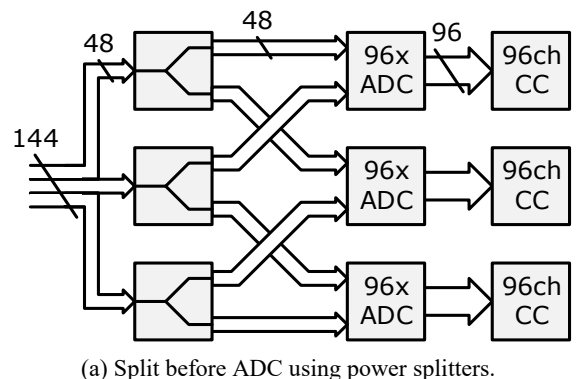 48
48
96
144
96x
ADC
96ch
CC
96x
ADC
96ch
CC
96x
ADC
96ch
CC
(a) Split before ADC using power splitters.